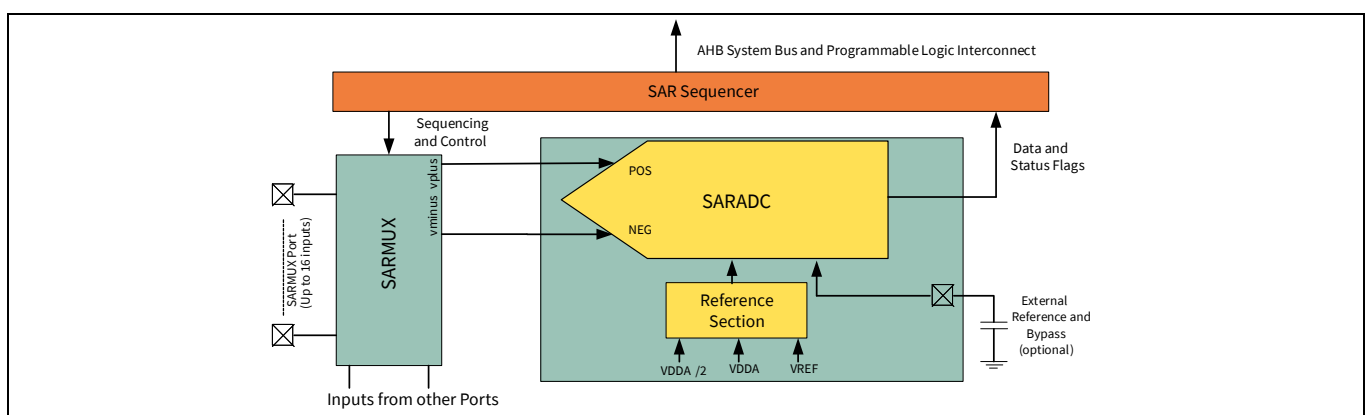 AHB System Bus and Programmable Logic Interconnect
SAR Sequencer
Sequencing
and Control
Data and
Status Flags
vminus vplus
POS
SARADC
NEG
SARMUX
SARMUX Port
(Up to 16 inputs)
Reference
Section
External
Reference and
Bypass
(optional)
VDDA /2
VDDA
VREF
Inputs from other Ports